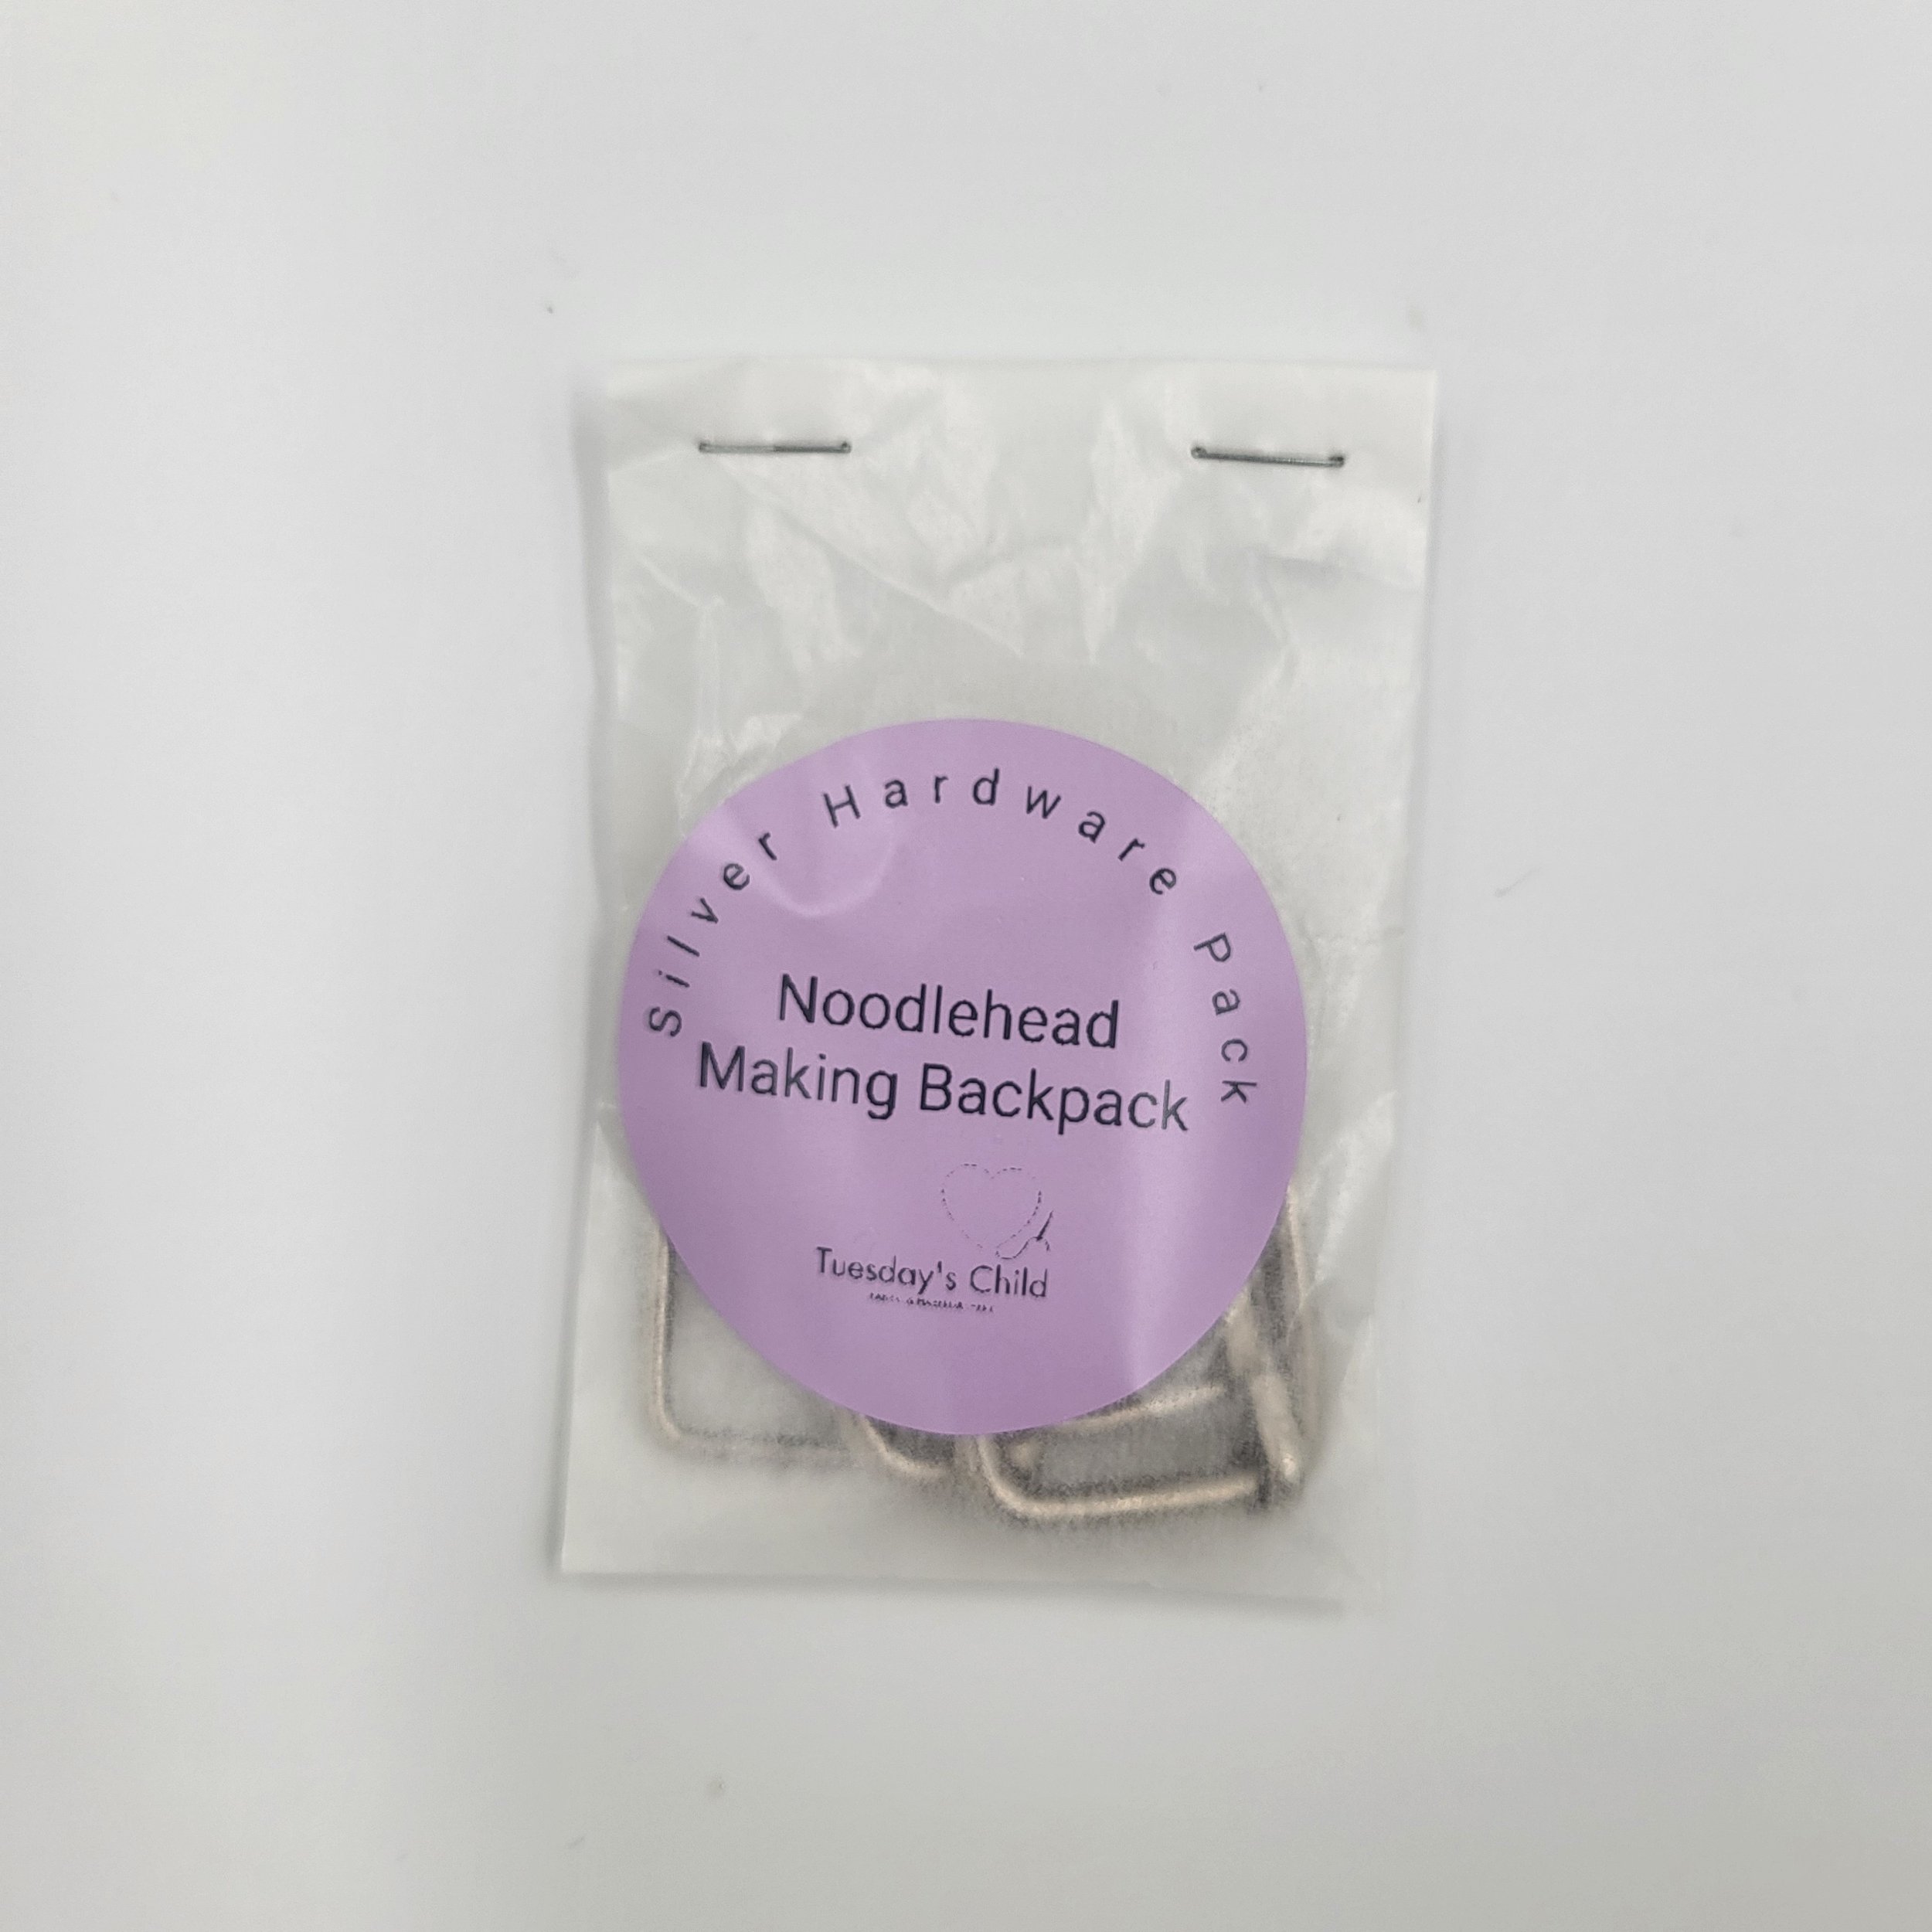 Silver Hardware Pack
Noodlehead
Making Backpack
Tuesday's Child